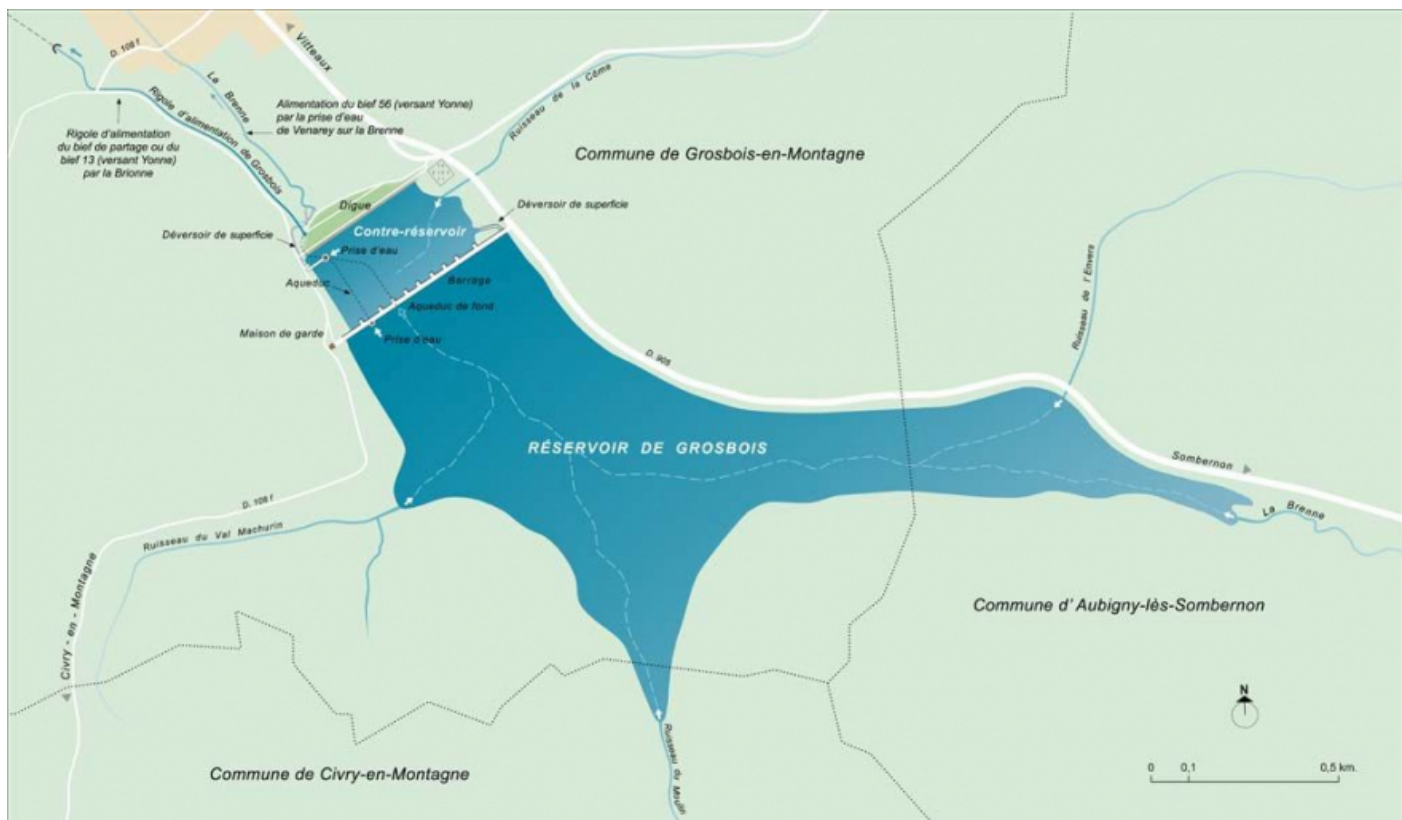 D. 108 f
Vitteaux
La Brenne
Rigole d'alimentation de Grosbois
Alimentation du bief 56 (versant Yonne)
par la prise d'eau
de Venarey sur la Brenne
Ruisseau de la Côme
Rigole d'alimentation
du bief de partage ou du
bief 13 (versant Yonne)
par la Brionne
Commune de Grosbois-en-Montagne
Digue
Déversoir de superficie
Déversoir de superficie
Contre-réservoir
Prise d'eau
Aqueduc
Barrage
Aqueduc de fond
Maison de garde
Prise d'eau
Ruisseau de l'Envers
D. 905
RÉSERVOIR DE GROSBOIS
Sombernon
La Brenne
D. 108 f
Ruisseau du Val Machurin
Civry - en - Montagne
Commune d'Aubigny-lès-Sombernon
Ruisseau du Moulin
Commune de Civry-en-Montagne
N
0 0,1 0,5 km.